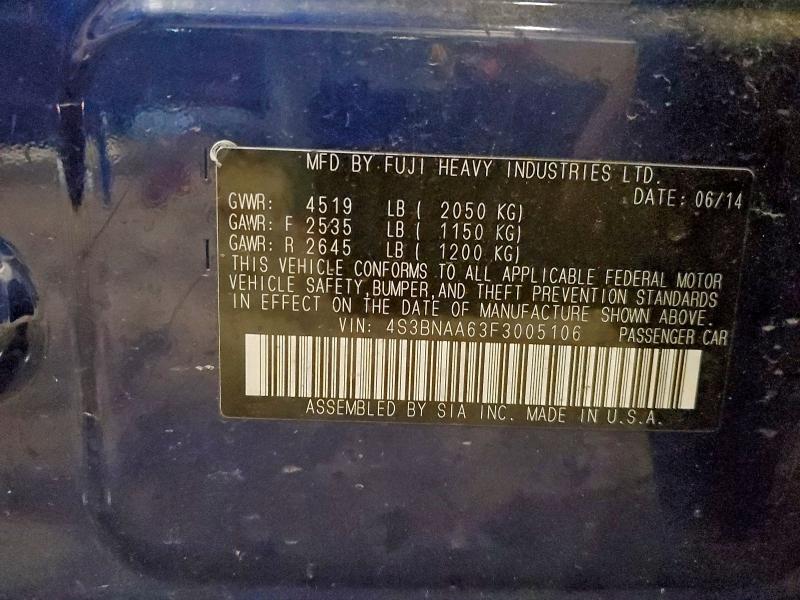 MFD BY FUJI HEAVY INDUSTRIES LTD.
DATE: 06/14
GVWR: 4519 LB ( 2050 KG)
GAWR: F 2535 LB ( 1150 KG)
GAWR: R 2645 LB ( 1200 KG)
THIS VEHICLE CONFORMS TO ALL APPLICABLE FEDERAL MOTOR
VEHICLE SAFETY, BUMPER, AND THEFT PREVENTION STANDARDS
IN EFFECT ON THE DATE OF MANUFACTURE SHOWN ABOVE.
VIN: 4S3BNAA63F3005106 PASSENGER CAR
ASSEMBLED BY SIA INC. MADE IN U.S.A.